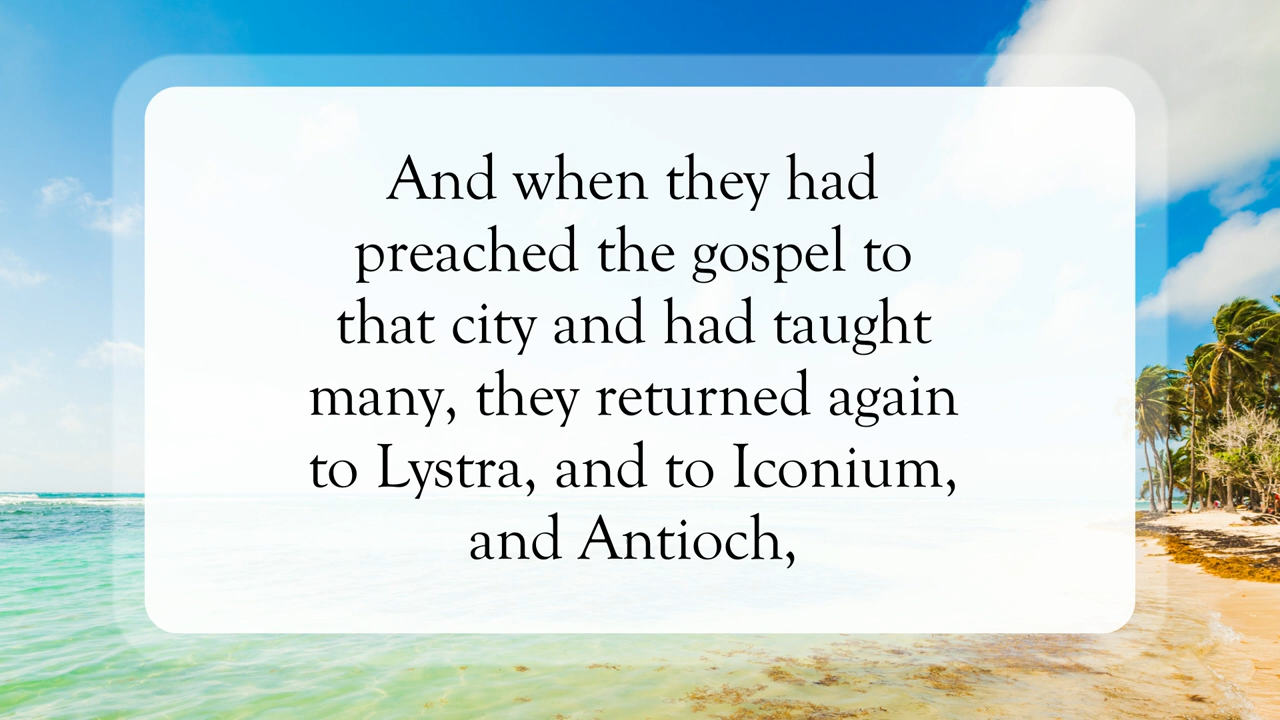 And when they had
preached the gospel to
that city and had taught
many, they returned again
to Lystra, and to Iconium,
and Antioch,